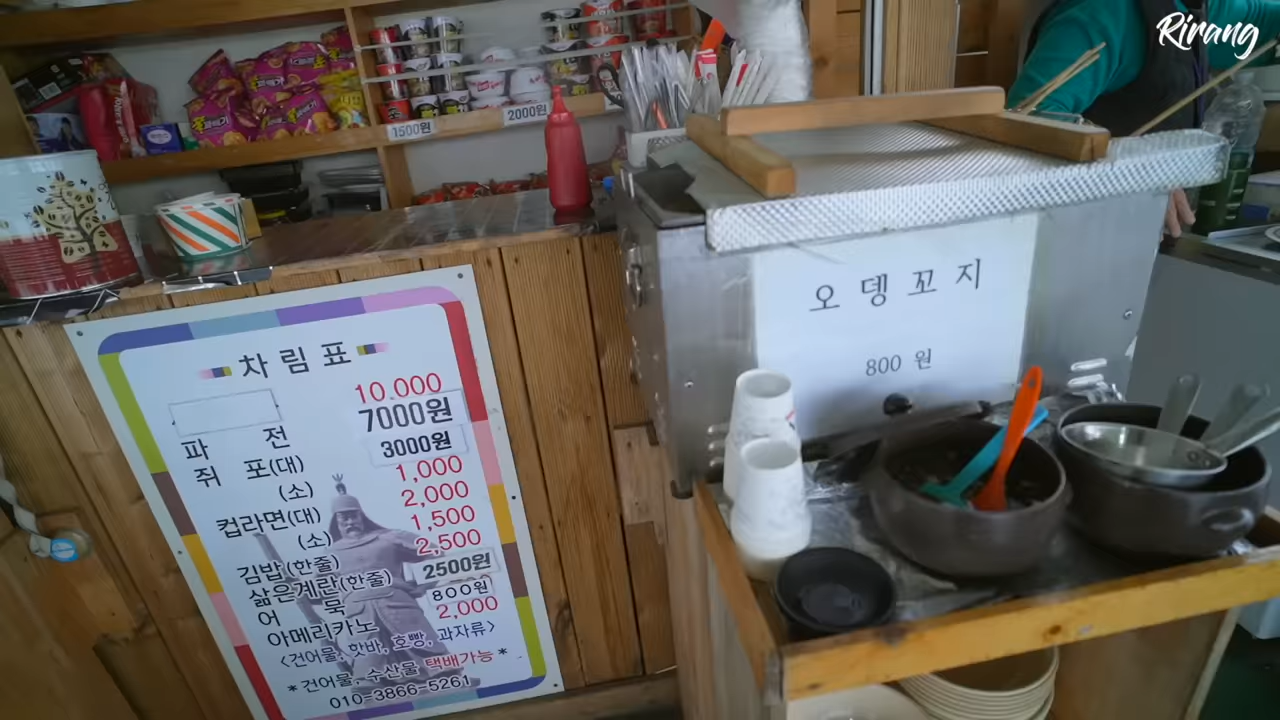 Rirang
1500원
2000원
차림표
10.000
파 전 7000원
쥐 포(대) 3000원
(소) 1,000
컵라면(대) 2,000
(소) 1,500
김밥(한줄) 2,500
삶은계란(한줄) 2500원
어 묵 800원
아메리카노 2,000
<건어물, 핫바, 호빵, 과자류>
*건어물, 수산물 택배가능*
010-3866-5261
오뎅꼬지
800 원